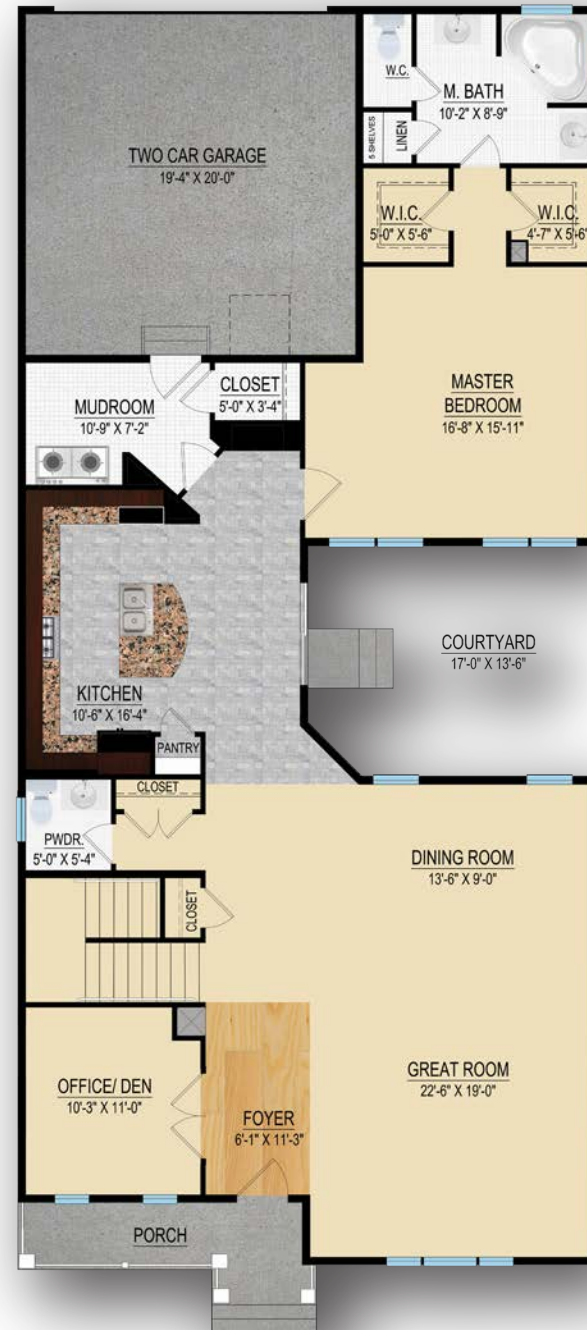 W.C.
M. BATH
10'-2" X 8'-9"
5 SHELVES
LINEN
TWO CAR GARAGE
19'-4" X 20'-0"
W.I.C.
5'-0" X 5'-6"
W.I.C.
4'-7" X 5'-6"
MUDROOM
10'-9" X 7'-2"
CLOSET
5'-0" X 3'-4"
MASTER
BEDROOM
16'-8" X 15'-11"
COURTYARD
17'-0" X 13'-6"
KITCHEN
10'-6" X 16'-4"
PANTRY
CLOSET
PWDR.
5'-0" X 5'-4"
DINING ROOM
13'-6" X 9'-0"
CLOSET
OFFICE/ DEN
10'-3" X 11'-0"
FOYER
6'-1" X 11'-3"
GREAT ROOM
22'-6" X 19'-0"
PORCH